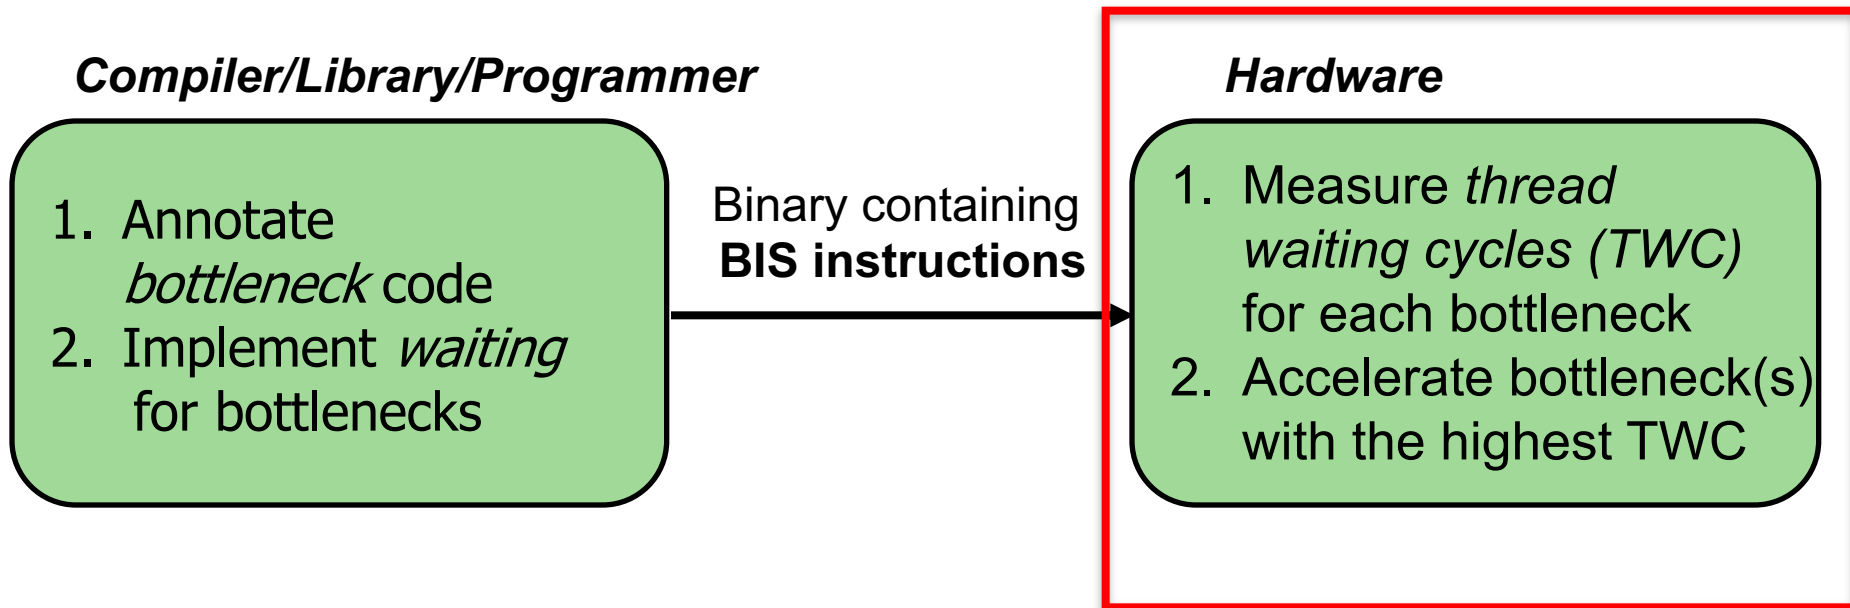 Compiler/Library/Programmer
1. Annotate
bottleneck code
2. Implement waiting
for bottlenecks
Binary containing
BIS instructions
Hardware
1. Measure thread
waiting cycles (TWC)
for each bottleneck
2. Accelerate bottleneck(s)
with the highest TWC